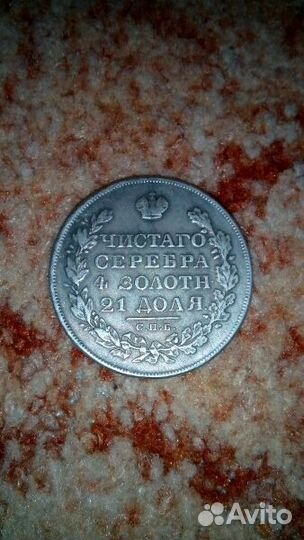 ЧИСТАГО
СЕРЕБРА
4 ЗОЛОТН
21 ДОЛЯ
С.П.Б.
Avito